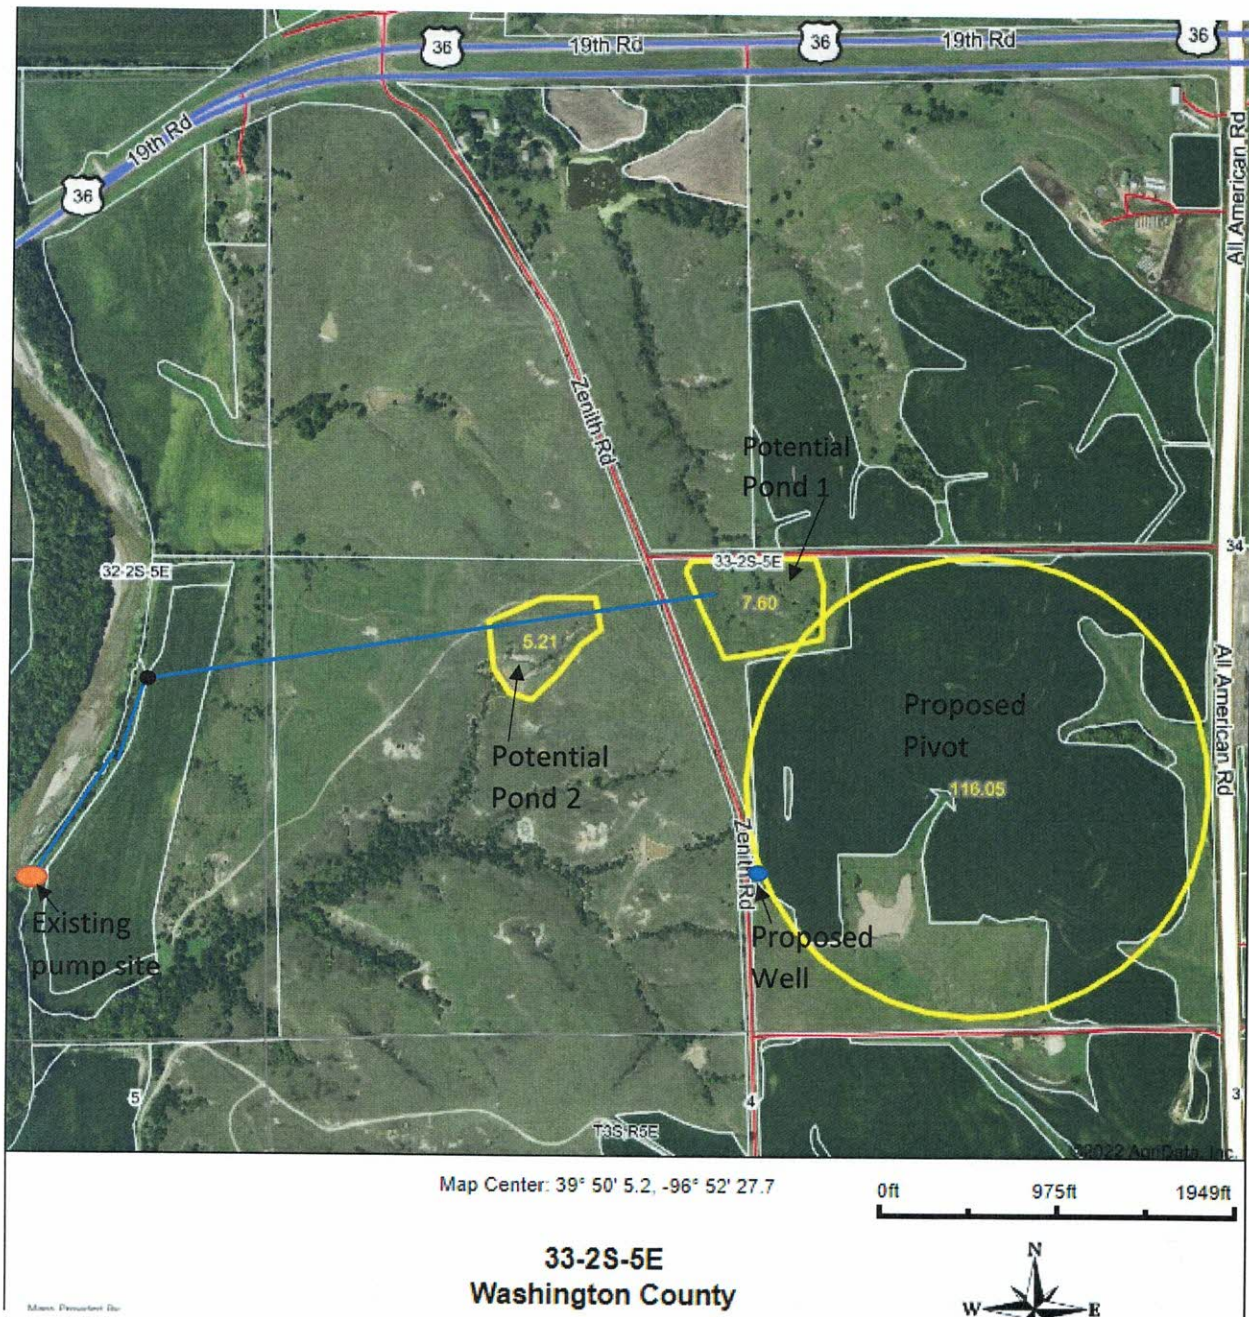 36
19th Rd
36
19th Rd
36
19th Rd
36
All American Rd
Zenith Rd
Potential
Pond 1
34
32-2S-5E
33-2S-5E
7.60
5.21
All American Rd
Proposed
Pivot
Potential
Pond 2
116.05
Zenith Rd
Existing
pump site
Proposed
Well
5
4
3
T3S R5E
©2022 AgriData, Inc.
Map Center: 39° 50' 5.2, -96° 52' 27.7
0ft 975ft 1949ft
33-2S-5E
Washington County
N
W E
Maps Provided By: